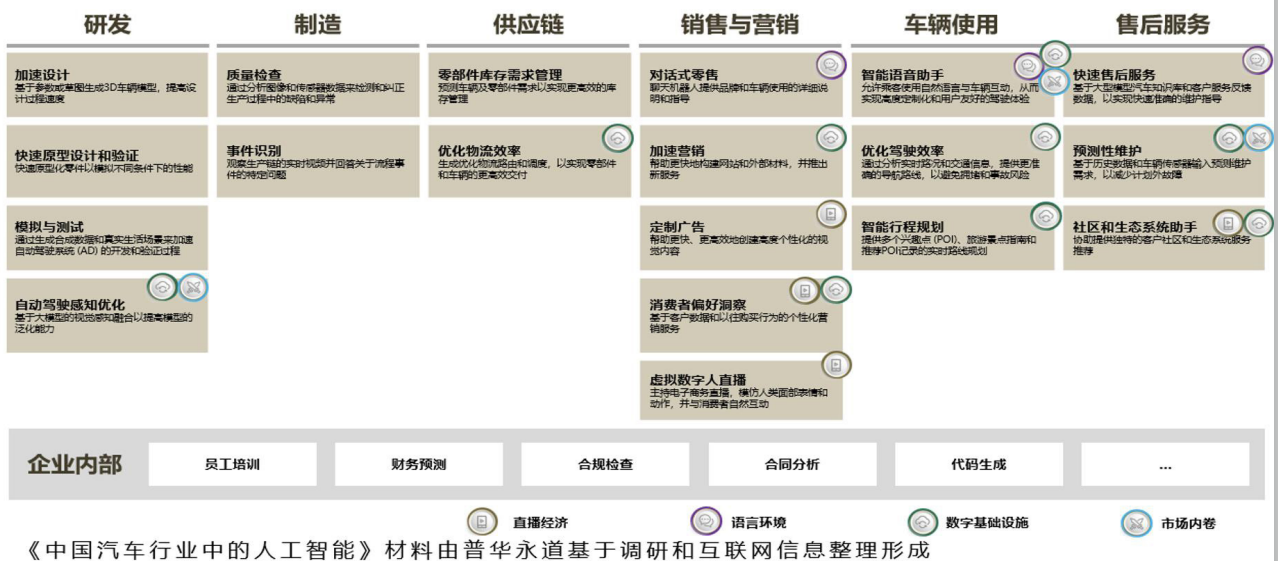 研发
制造
供应链
销售与营销
车辆使用
售后服务
加速设计
基于参数或草图生成3D车辆模型，提高设
计过程速度
快速原型设计和验证
快速原型化零件以模拟不同条件下的性能
模拟与测试
通过生成合成数据和真实生活场景来加速
自动驾驶系统 (AD) 的开发和验证过程
自动驾驶感知优化
基于大模型的视觉感知融合以提高模型的
泛化能力
质量检查
通过分析图像和传感器数据来检测和纠正
生产过程中的缺陷和异常
事件识别
观察生产链的实时视频并回答关于流程事
件的特定问题
零部件库存需求管理
预测车辆及零部件需求以实现更高效的库
存管理
优化物流效率
生成优化物流路由和调度，以实现零部件
和车辆的更高效交付
对话式零售
聊天机器人提供品牌和车辆使用的详细说
明和指导
加速营销
帮助更快地构建网站和外部材料，并推出
新服务
定制广告
帮助更快、更高效地创建高度个性化的视
觉内容
消费者偏好洞察
基于客户数据和以往购买行为的个性化营
销服务
虚拟数字人直播
主持电子商务直播，模仿人类面部表情和
动作，并与消费者自然互动
智能语音助手
允许乘客使用自然语言与车辆互动，从而
实现高度定制化和用户友好的驾驶体验
优化驾驶效率
通过分析实时路况和交通信息，提供更准
确的导航路线，以避免拥堵和事故风险
智能行程规划
提供多个兴趣点 (POI)、旅游景点指南和
推荐POI记录的实时路线规划
快速售后服务
基于大型模型汽车知识库和客户服务反馈
数据，以实现快速准确的维护指导
预测性维护
基于历史数据和车辆传感器输入预测维护
需求，以减少计划外故障
社区和生态系统助手
协助提供独特的客户社区和生态系统服务
推荐
企业内部
员工培训
财务预测
合规检查
合同分析
代码生成
...
直播经济
语言环境
数字基础设施
市场内卷
《中国汽车行业中的人工智能》材料由普华永道基于调研和互联网信息整理形成